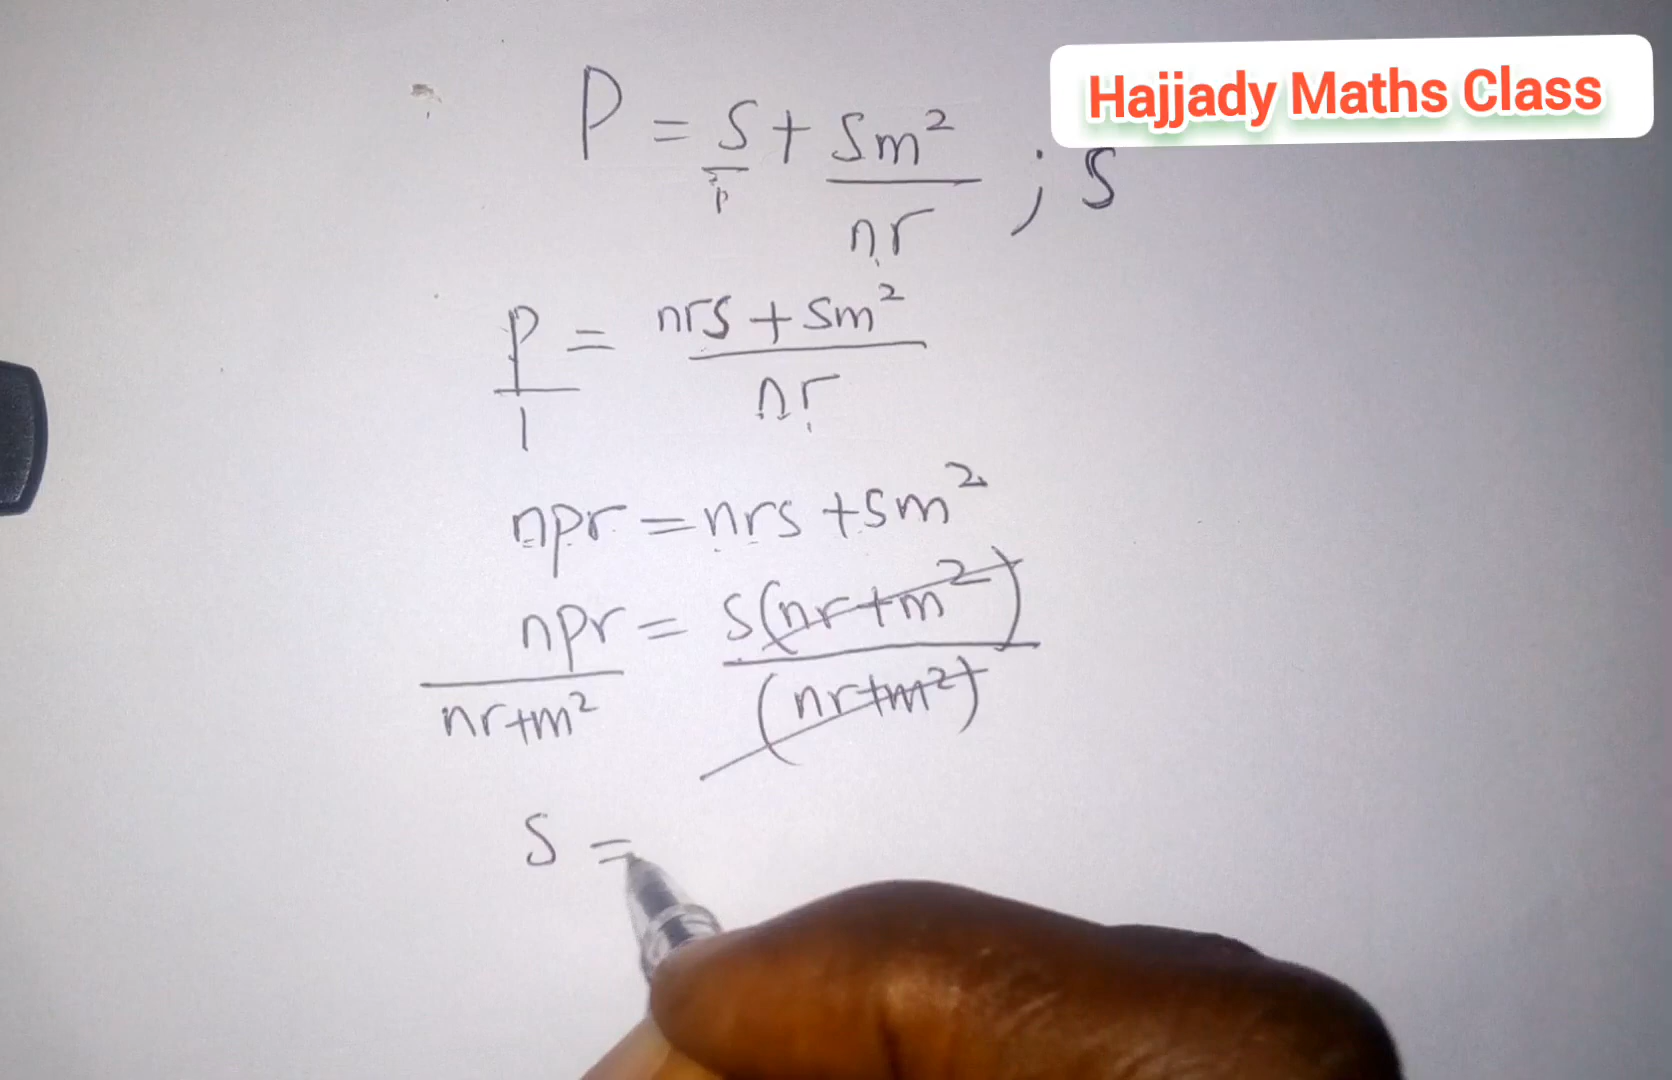 Hajjady Maths Class
P = s + sm²
nr ; s
P = nrs + sm²
1 nr
npr = nrs + sm²
npr = s(nr+m²)
nr+m² (nr+m²)
s =